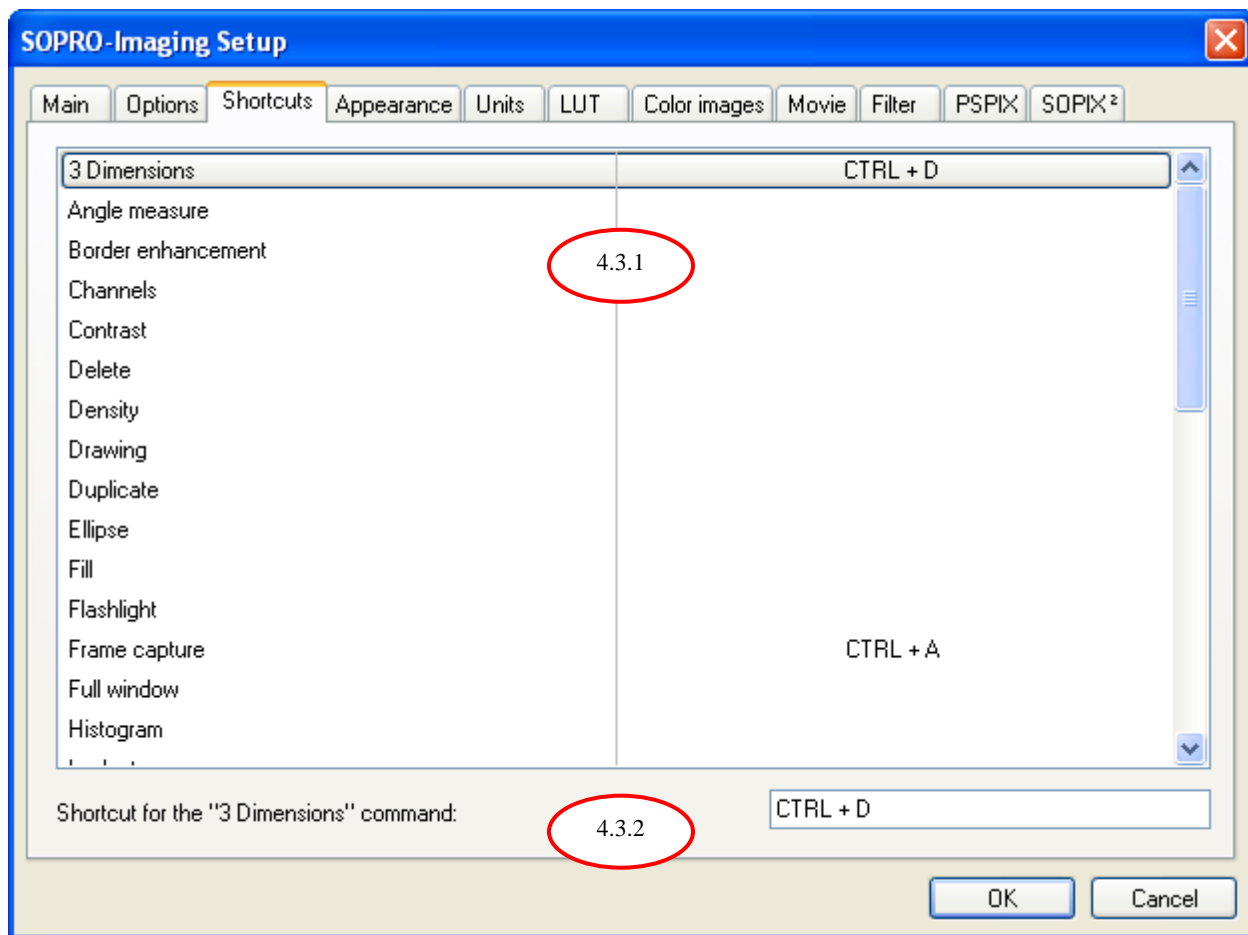 SOPRO-Imaging Setup
Main Options Shortcuts Appearance Units LUT Color images Movie Filter PSPIX SOPIX²
3 Dimensions CTRL + D
Angle measure
Border enhancement
4.3.1
Channels
Contrast
Delete
Density
Drawing
Duplicate
Ellipse
Fill
Flashlight
Frame capture CTRL + A
Full window
Histogram
Shortcut for the "3 Dimensions" command: CTRL + D
4.3.2
OK Cancel